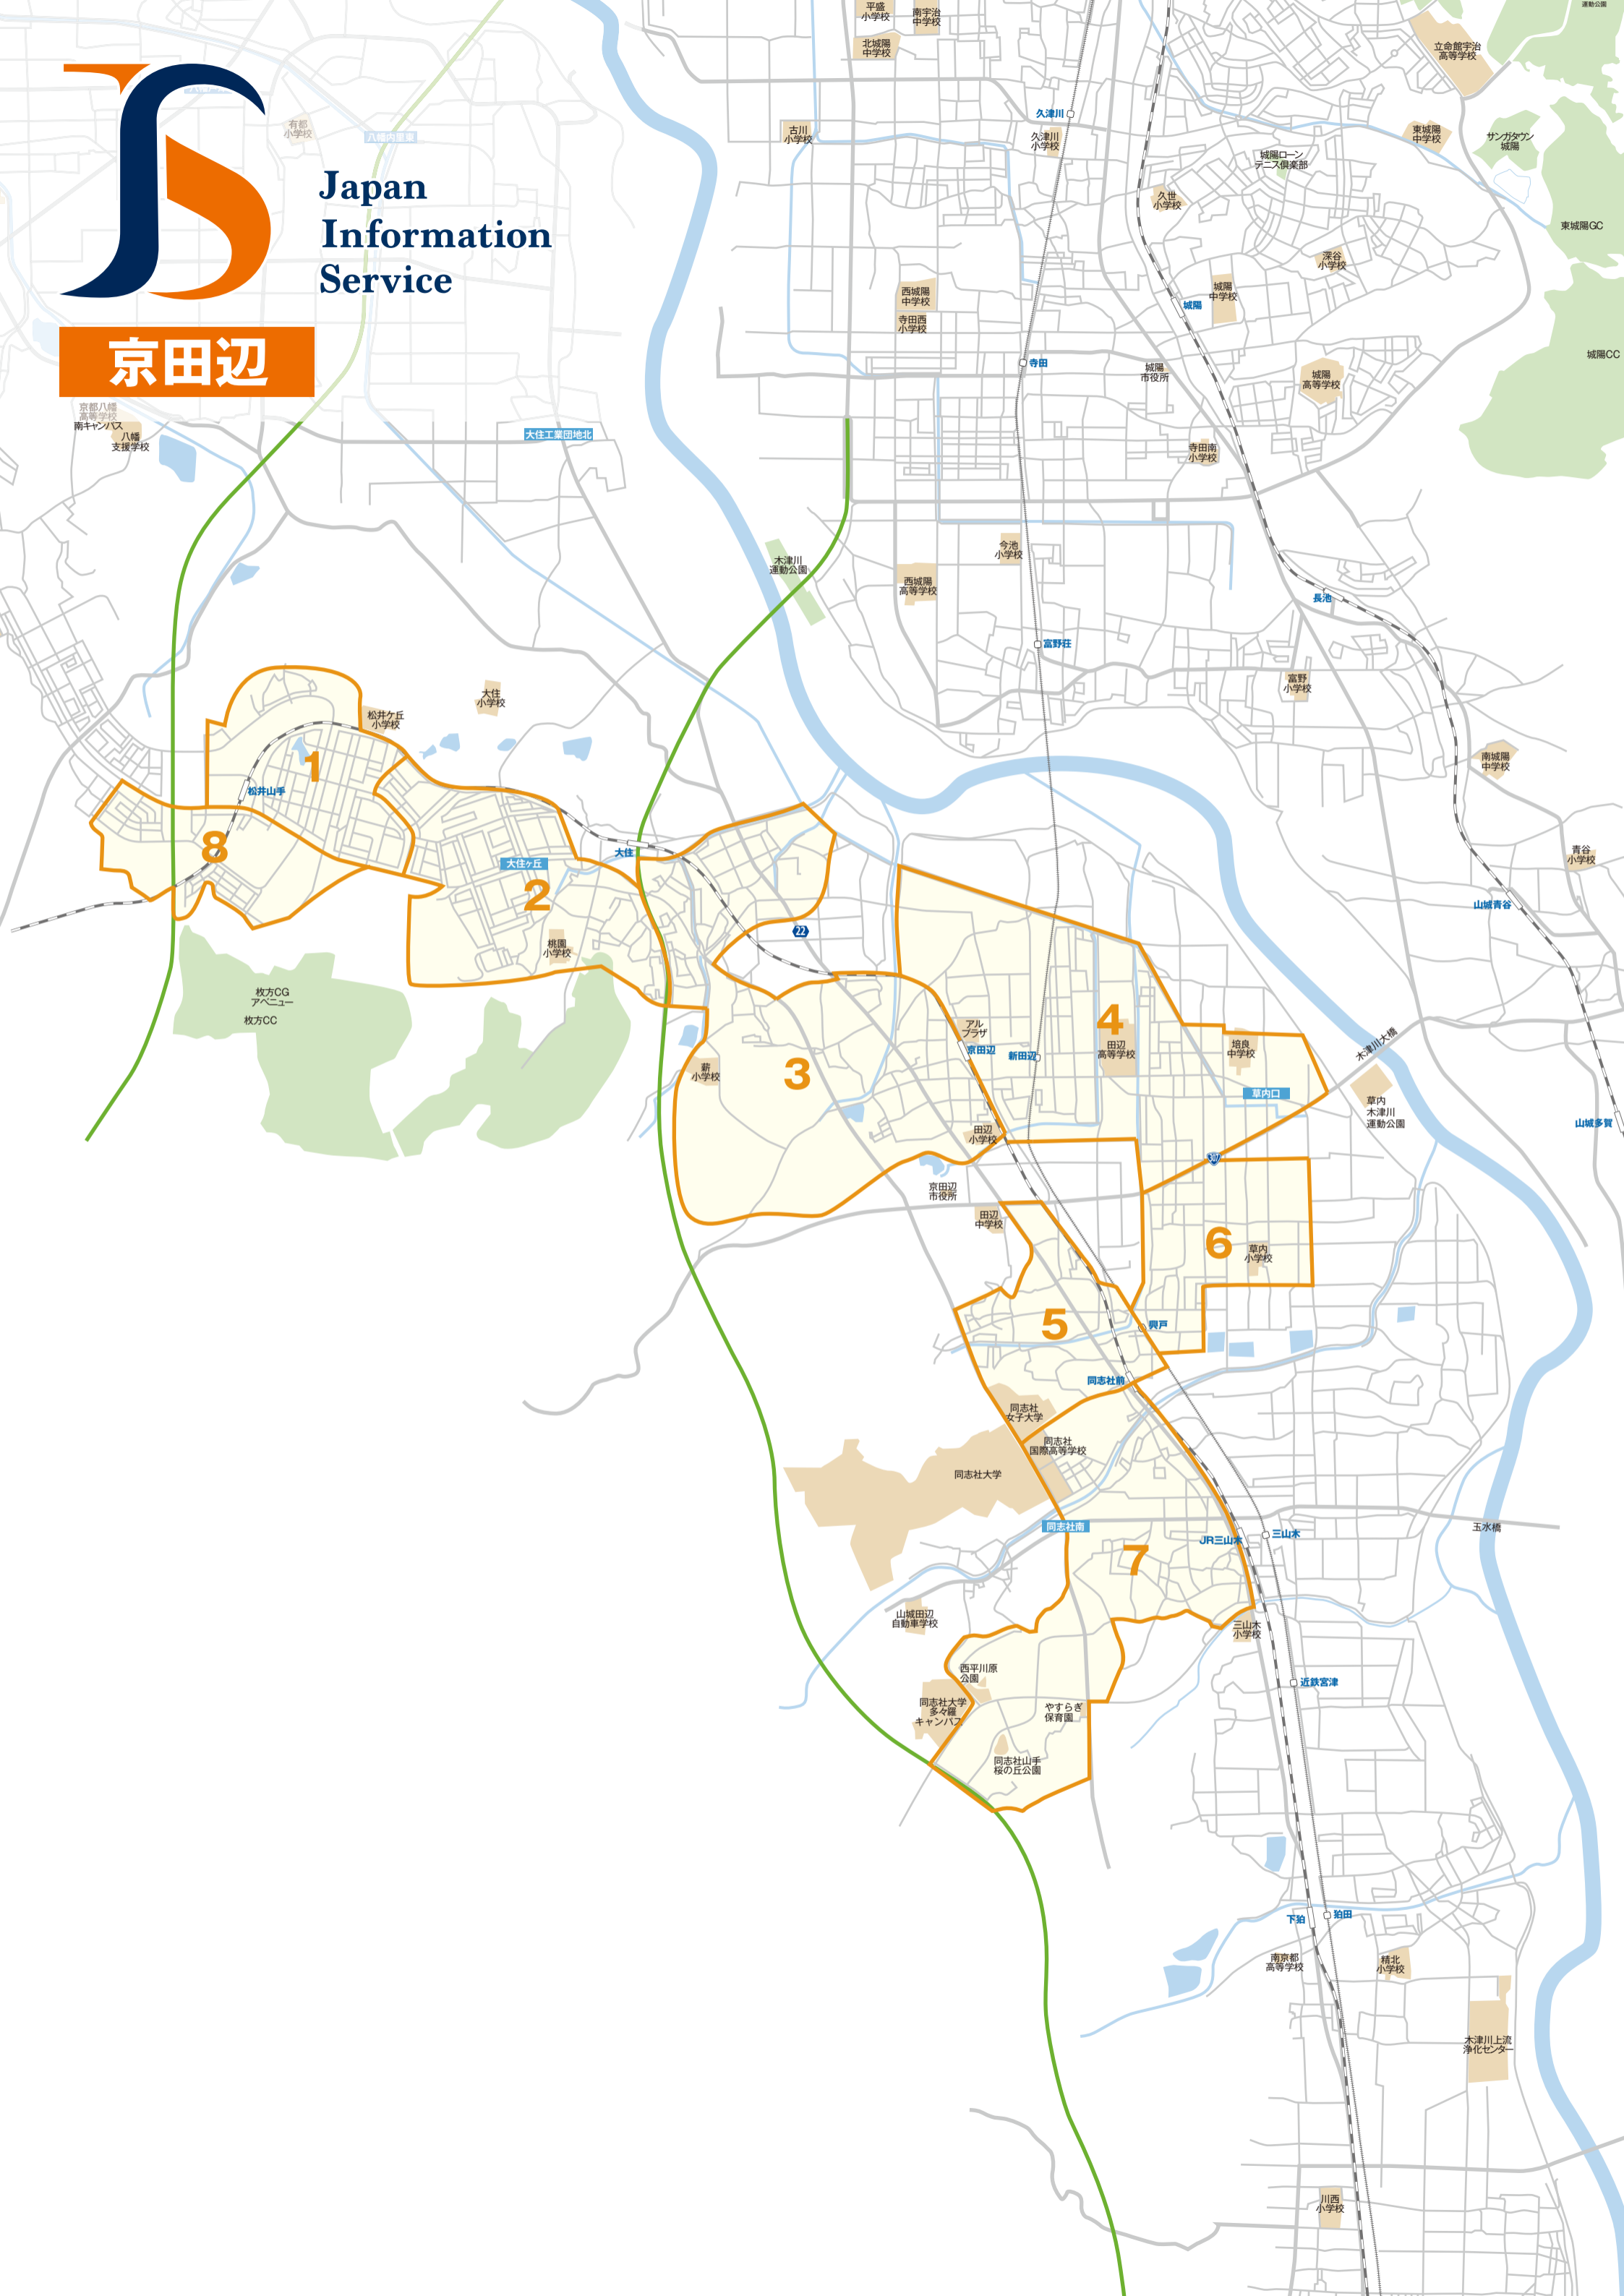 Japan
Information
Service
京田辺
平盛
小学校
南宇治
中学校
北城陽
中学校
運動公園
立命館宇治
高等学校
有都
小学校
八幡内里東
久津川
古川
小学校
久津川
小学校
東城陽
中学校
サンガタウン
城陽
城陽ローン
テニス倶楽部
久世
小学校
東城陽GC
深谷
小学校
西城陽
中学校
城陽
中学校
城陽
寺田西
小学校
城陽CC
寺田
城陽
市役所
城陽
高等学校
京都八幡
高等学校
南キャンパス
八幡
支援学校
大住工業団地北
寺田南
小学校
今池
小学校
木津川
運動公園
西城陽
高等学校
長池
富野荘
富野
小学校
大住
小学校
松井ケ丘
小学校
南城陽
中学校
1
松井山手
8
大住
大住ヶ丘
2
青谷
小学校
山城青谷
22
桃園
小学校
枚方CG
アベニュー
枚方CC
4
アル
プラザ
京田辺
新田辺
田辺
高等学校
培良
中学校
木津川大橋
3
薪
小学校
草内口
草内
木津川
運動公園
山城多賀
田辺
小学校
307
京田辺
市役所
田辺
中学校
6
草内
小学校
5
興戸
同志社前
同志社
女子大学
同志社
国際高等学校
同志社大学
同志社南
玉水橋
三山木
JR三山木
7
山城田辺
自動車学校
三山木
小学校
西平川原
公園
近鉄宮津
同志社大学
多々羅
キャンパス
やすらぎ
保育園
同志社山手
桜の丘公園
下狛
狛田
南京都
高等学校
精北
小学校
木津川上流
浄化センター
川西
小学校